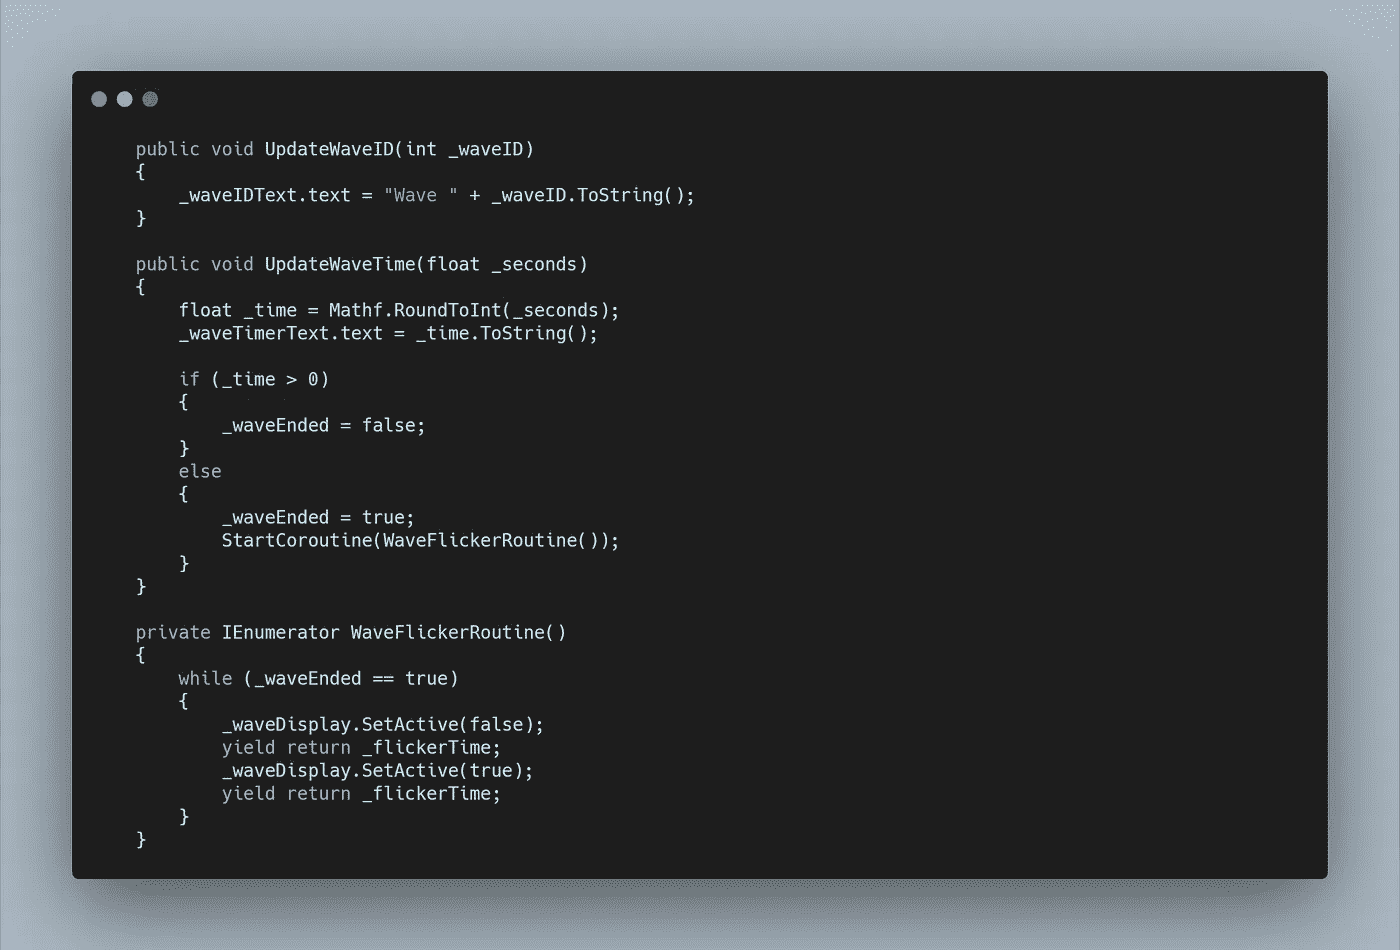 public void UpdateWaveID(int _waveID)
{
    _waveIDText.text = "Wave " + _waveID.ToString();
}

public void UpdateWaveTime(float _seconds)
{
    float _time = Mathf.RoundToInt(_seconds);
    _waveTimerText.text = _time.ToString();

    if (_time > 0)
    {
        _waveEnded = false;
    }
    else
    {
        _waveEnded = true;
        StartCoroutine(WaveFlickerRoutine());
    }
}

private IEnumerator WaveFlickerRoutine()
{
    while (_waveEnded == true)
    {
        _waveDisplay.SetActive(false);
        yield return _flickerTime;
        _waveDisplay.SetActive(true);
        yield return _flickerTime;
    }
}